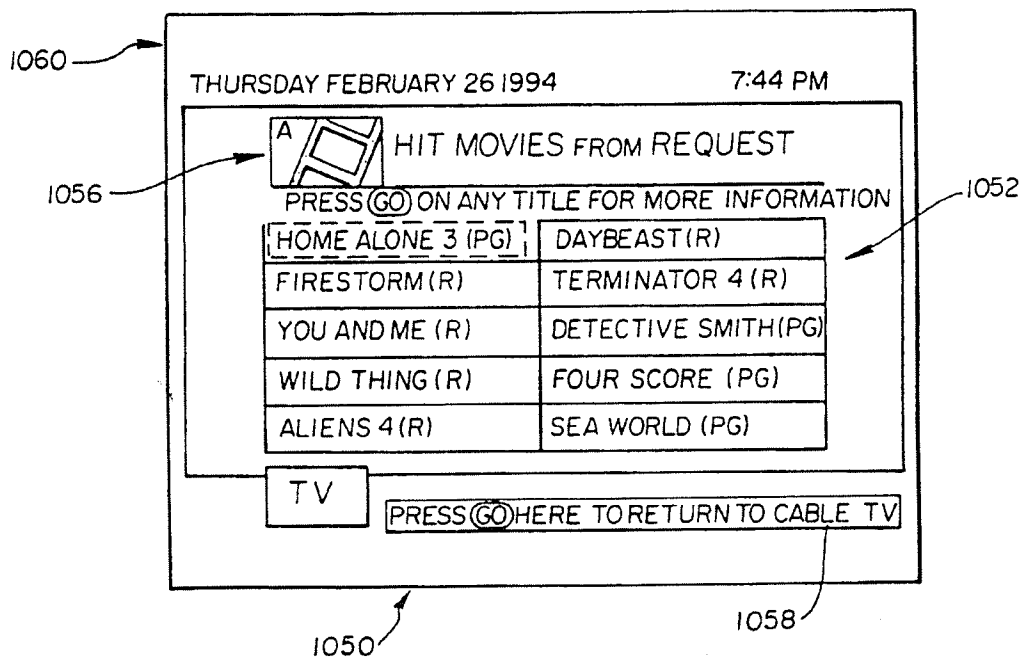 1060
THURSDAY FEBRUARY 26 1994 7:44 PM
A
HIT MOVIES FROM REQUEST
1056
1052
PRESS GO ON ANY TITLE FOR MORE INFORMATION
HOME ALONE 3 (PG) DAYBEAST (R)
FIRESTORM (R) TERMINATOR 4 (R)
YOU AND ME (R) DETECTIVE SMITH (PG)
WILD THING (R) FOUR SCORE (PG)
ALIENS 4 (R) SEA WORLD (PG)
TV
PRESS GO HERE TO RETURN TO CABLE TV
1050
1058